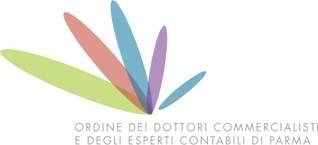 ORDINE DEI DOTTORI COMMERCIALISTI
E DEGLI ESPERTI CONTABILI DI PARMA